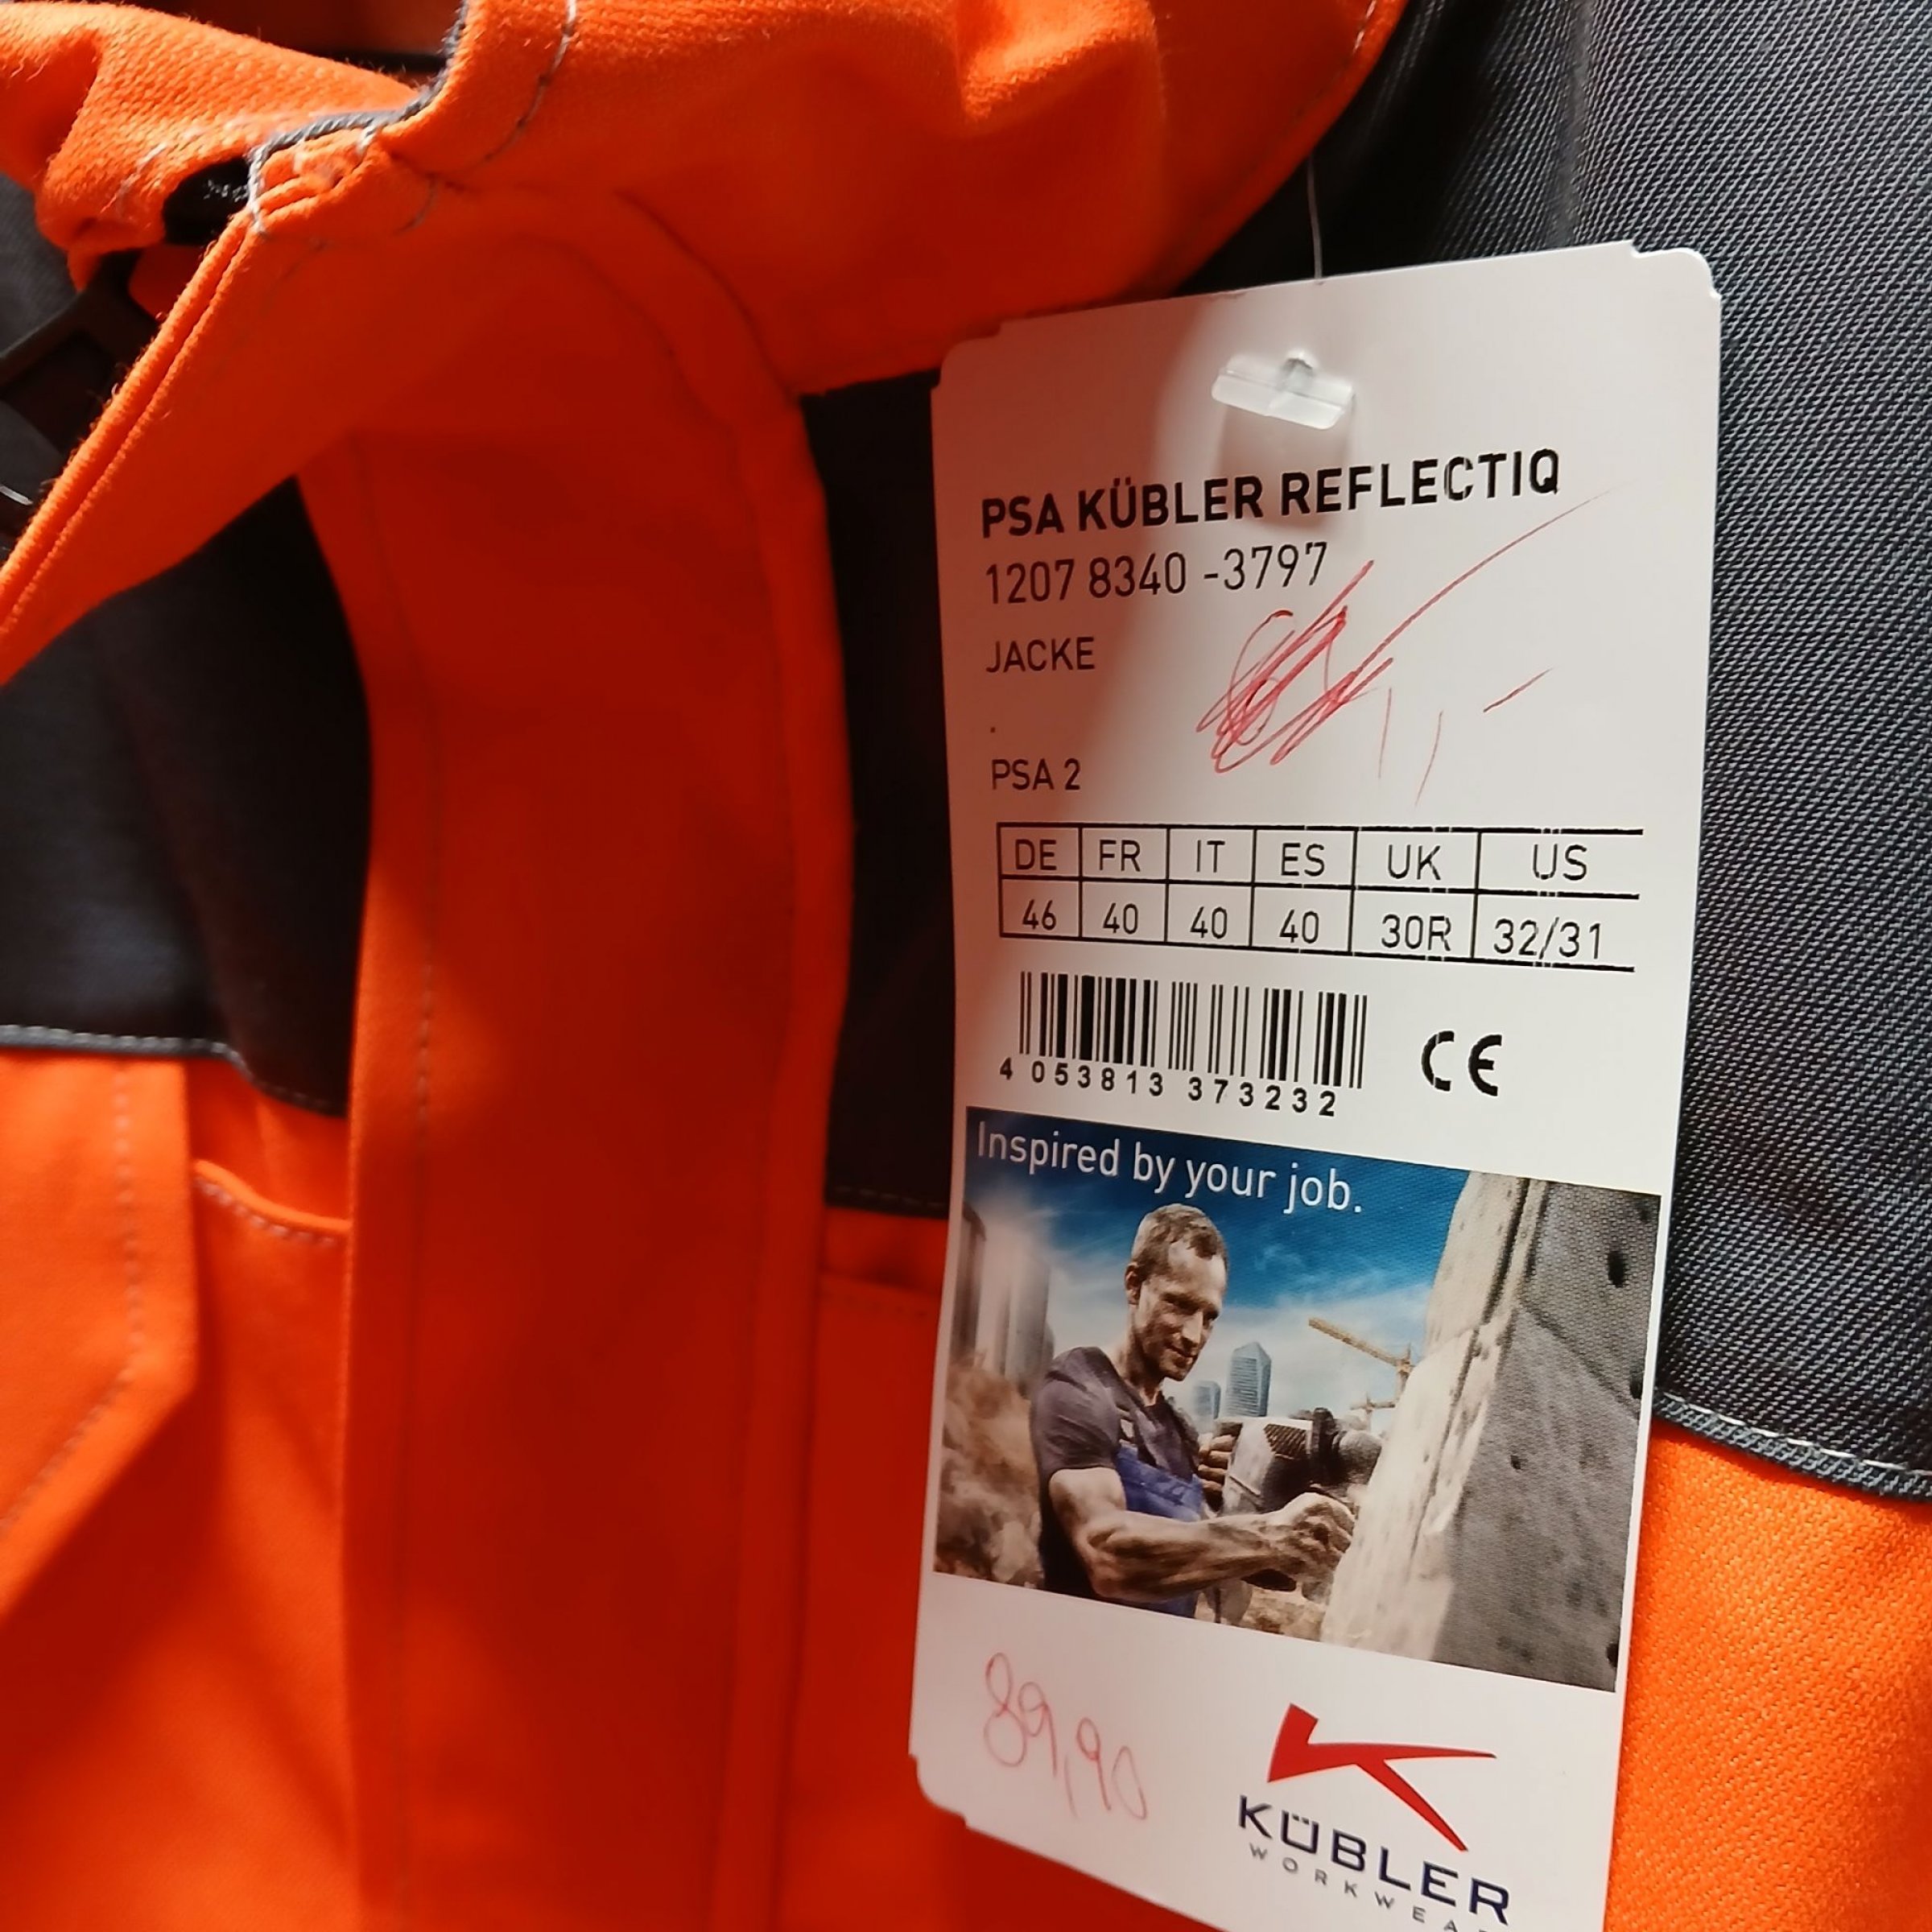 PSA KÜBLER REFLECTIQ
1207 8340 -3797
JACKE
.
PSA 2
DE FR IT ES UK US
46 40 40 40 30R 32/31
4 053813 373232
CE
Inspired by your job.
89,90
KÜBLER